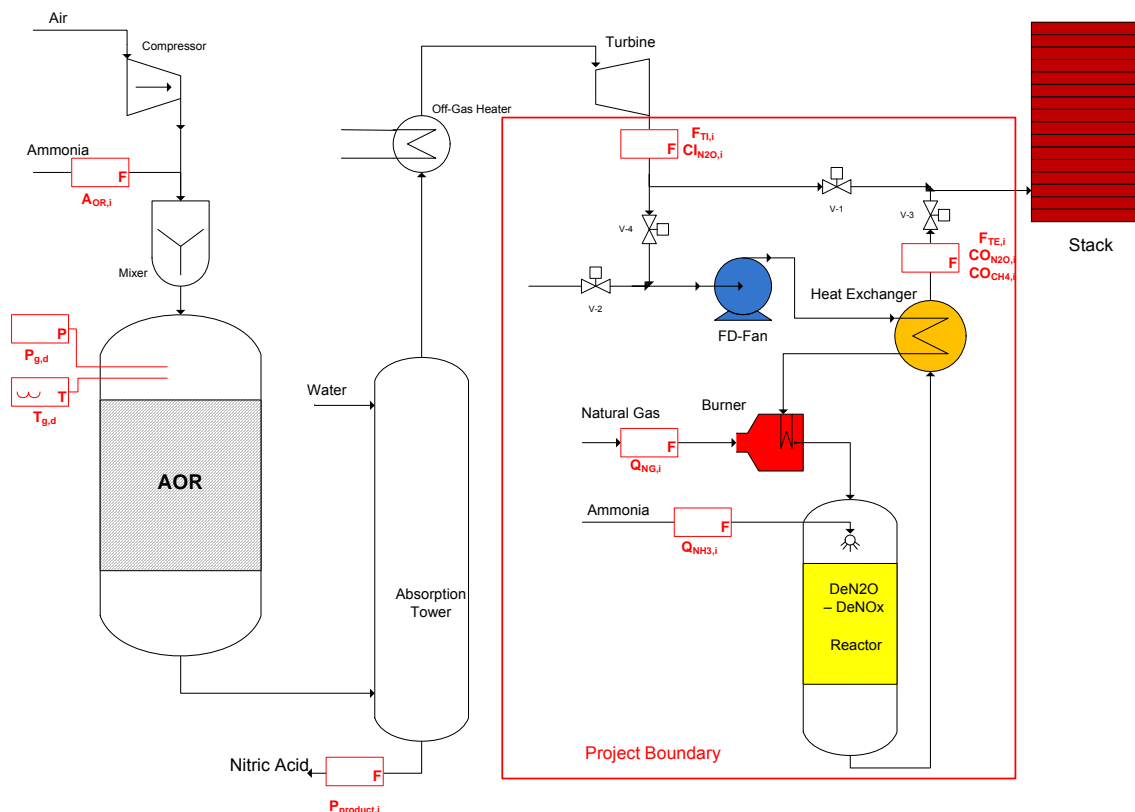 Air
Compressor
Turbine
Off-Gas Heater
Ammonia
F
A_OR,i
F_TI,i
F CI_N2O,i
V-1
V-3
V-4
Stack
Mixer
F_TE,i
F CO_N2O,i
CO_CH4,i
V-2
FD-Fan
Heat Exchanger
P
P_g,d
T
T_g,d
Water
Natural Gas
Burner
F
Q_NG,i
AOR
Ammonia
F
Q_NH3,i
Absorption
Tower
DeN2O
– DeNOx
Reactor
Project Boundary
Nitric Acid
F
P_product,i